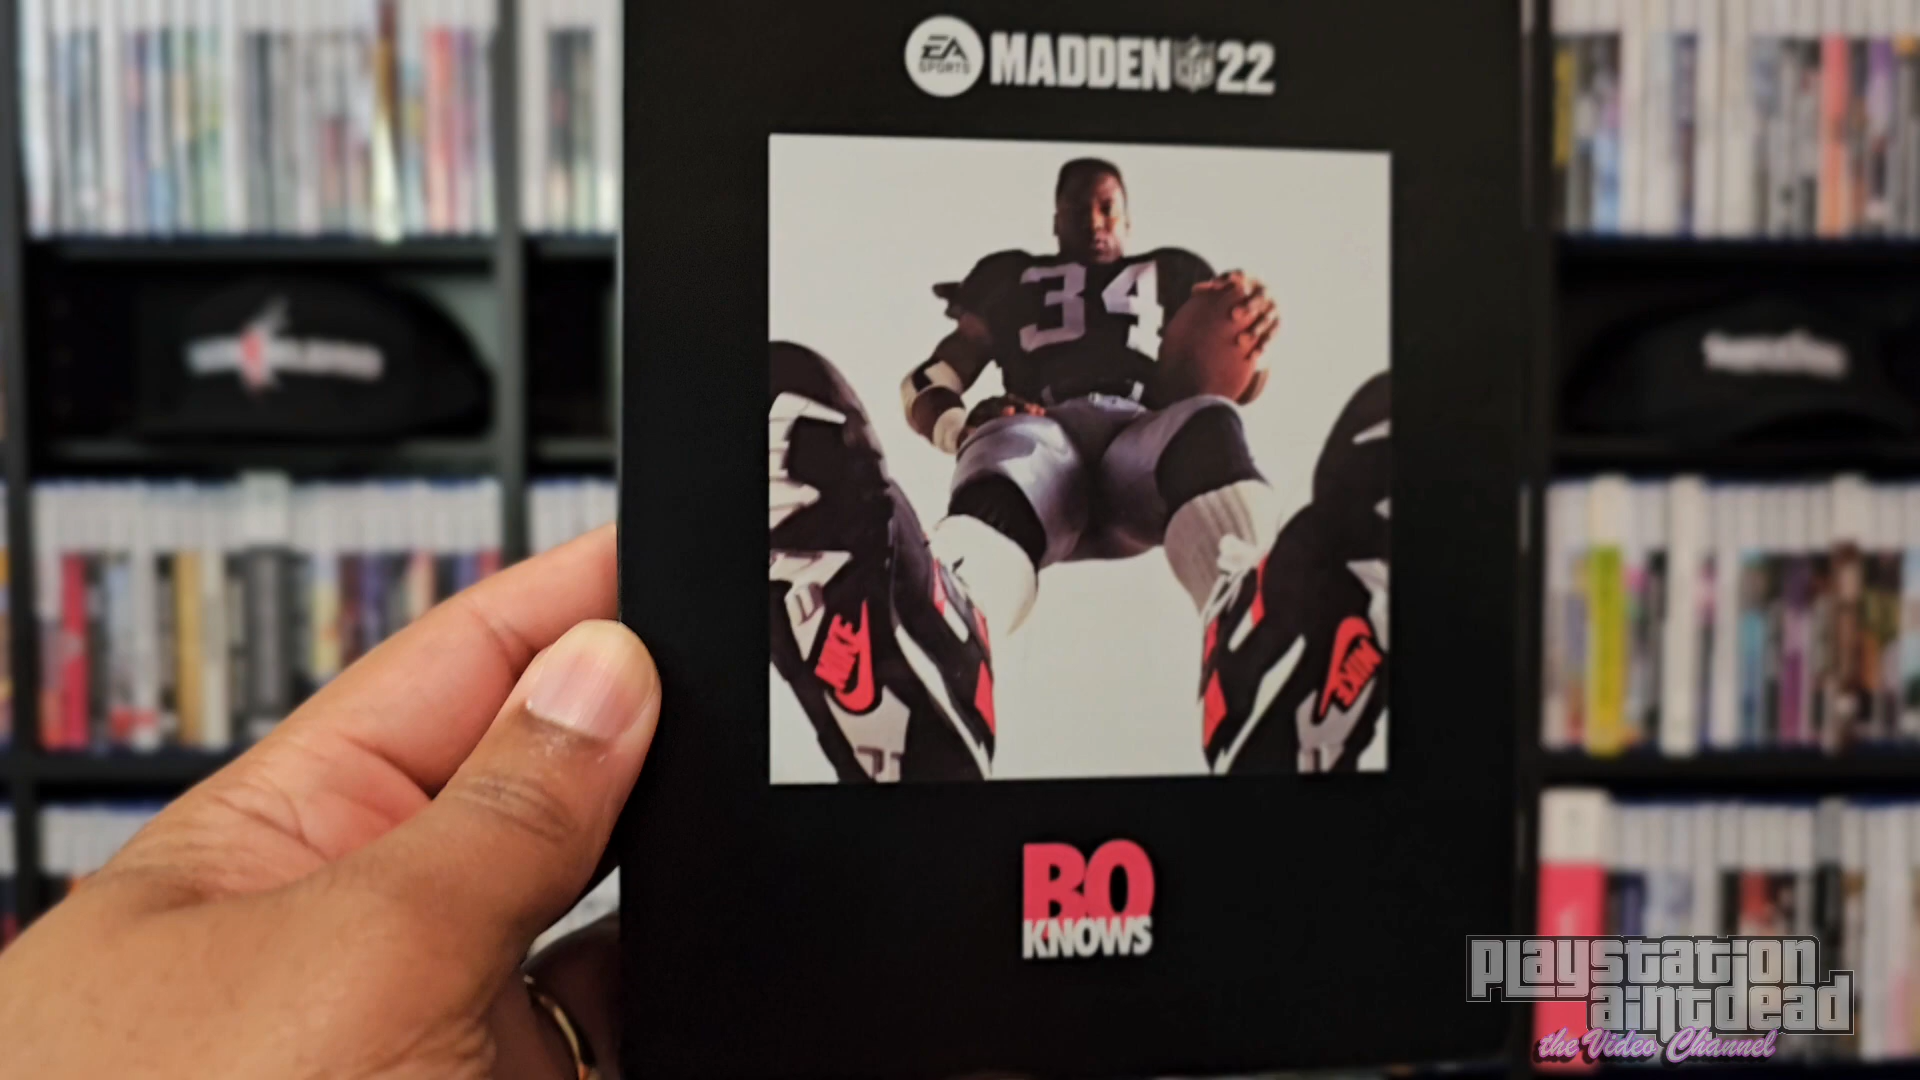 EA
SPORTS
MADDEN NFL 22
34
NIKE
NIKE
BO
KNOWS
playstation
aintdead
the Video Channel